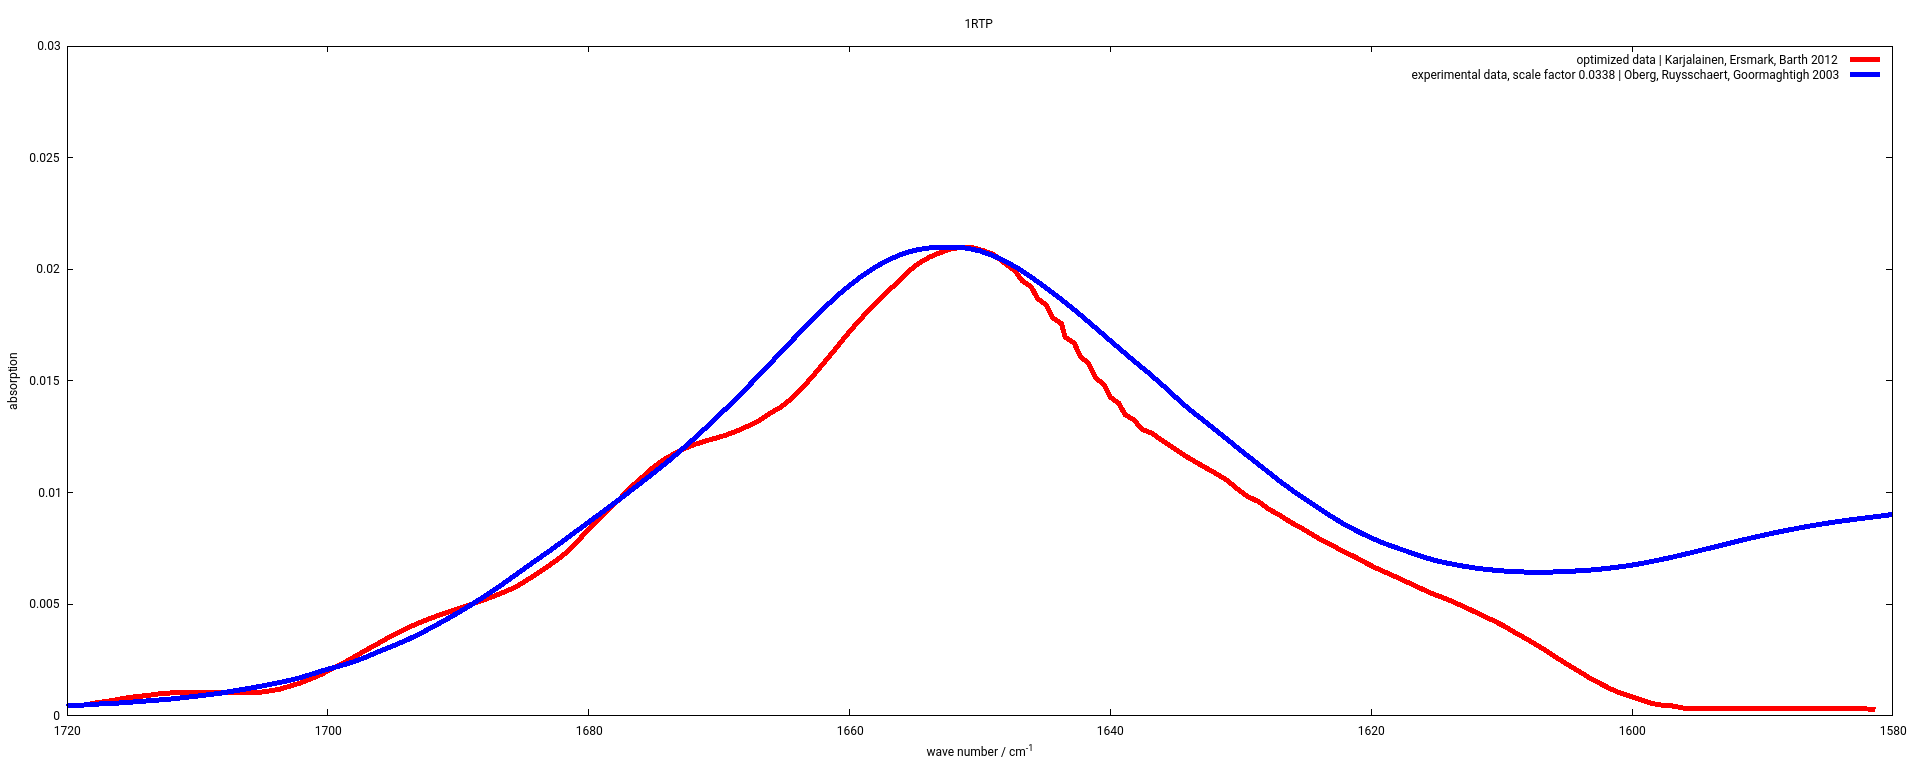 1RTP
optimized data | Karjalainen, Ersmark, Barth 2012
experimental data, scale factor 0.0338 | Oberg, Ruysschaert, Goormaghtigh 2003
0.03
0.025
0.02
0.015
0.01
0.005
0
absorption
1720 1700 1680 1660 1640 1620 1600 1580
wave number / cm⁻¹